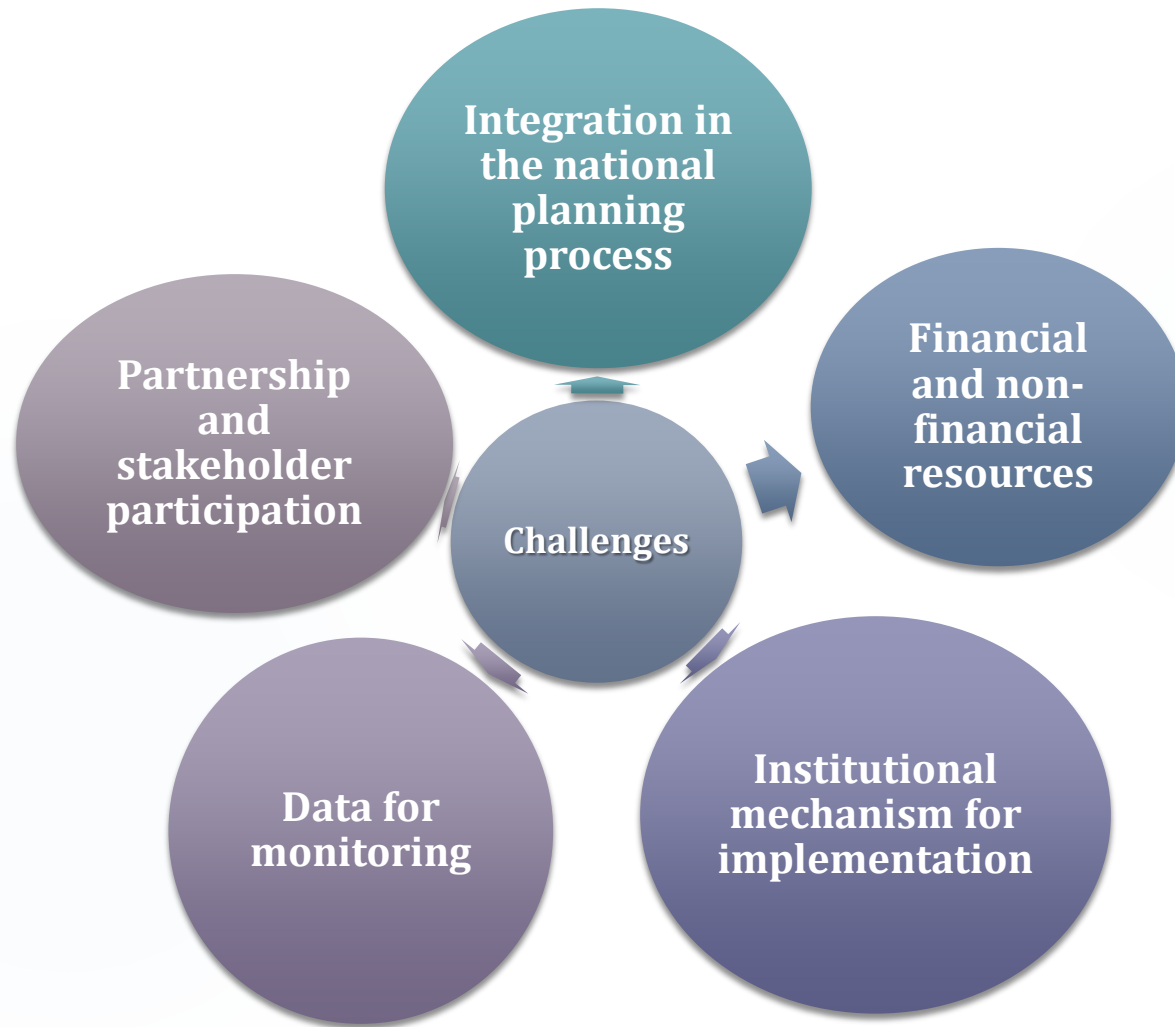 Integration in
the national
planning
process
Financial
and non-
financial
resources
Partnership
and
stakeholder
participation
Challenges
Institutional
mechanism for
implementation
Data for
monitoring